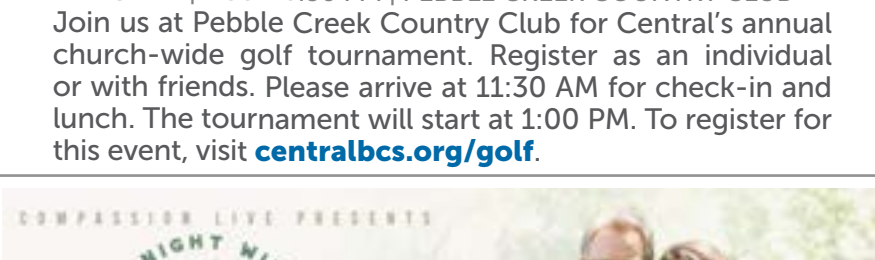 Join us at Pebble Creek Country Club for Central's annual
church-wide golf tournament. Register as an individual
or with friends. Please arrive at 11:30 AM for check-in and
lunch. The tournament will start at 1:00 PM. To register for
this event, visit centralbcs.org/golf.
COMPASSION LIVE PRESENTS
NIGHT